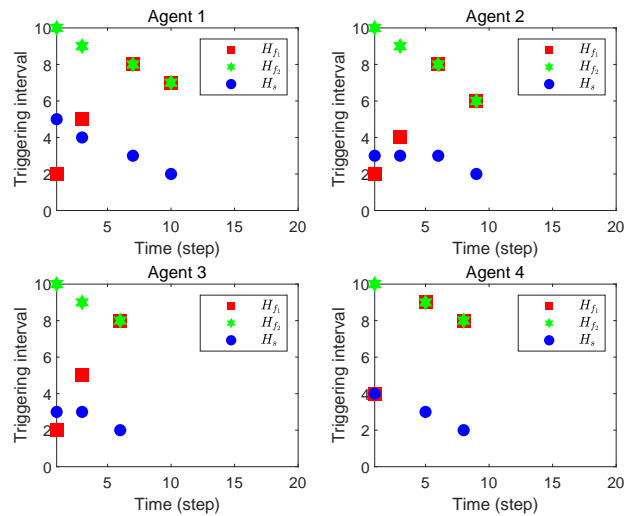 Agent 1
10
8
6
4
2
0
Triggering interval
5 10 15 20
Time (step)
H_{f_1}
H_{f_2}
H_s
Agent 2
10
8
6
4
2
0
Triggering interval
5 10 15 20
Time (step)
H_{f_1}
H_{f_2}
H_s
Agent 3
10
8
6
4
2
0
Triggering interval
5 10 15 20
Time (step)
H_{f_1}
H_{f_2}
H_s
Agent 4
10
8
6
4
2
0
Triggering interval
5 10 15 20
Time (step)
H_{f_1}
H_{f_2}
H_s